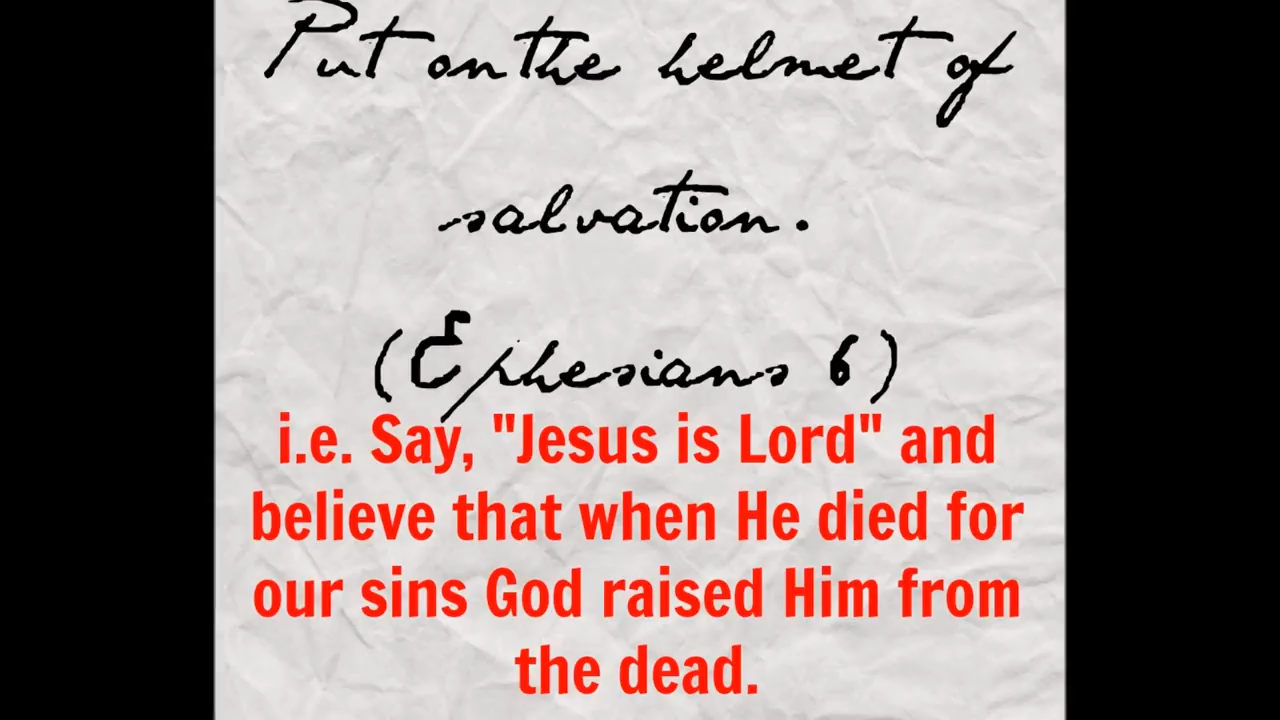 Put on the helmet of
salvation.
(Ephesians 6)
i.e. Say, "Jesus is Lord" and
believe that when He died for
our sins God raised Him from
the dead.